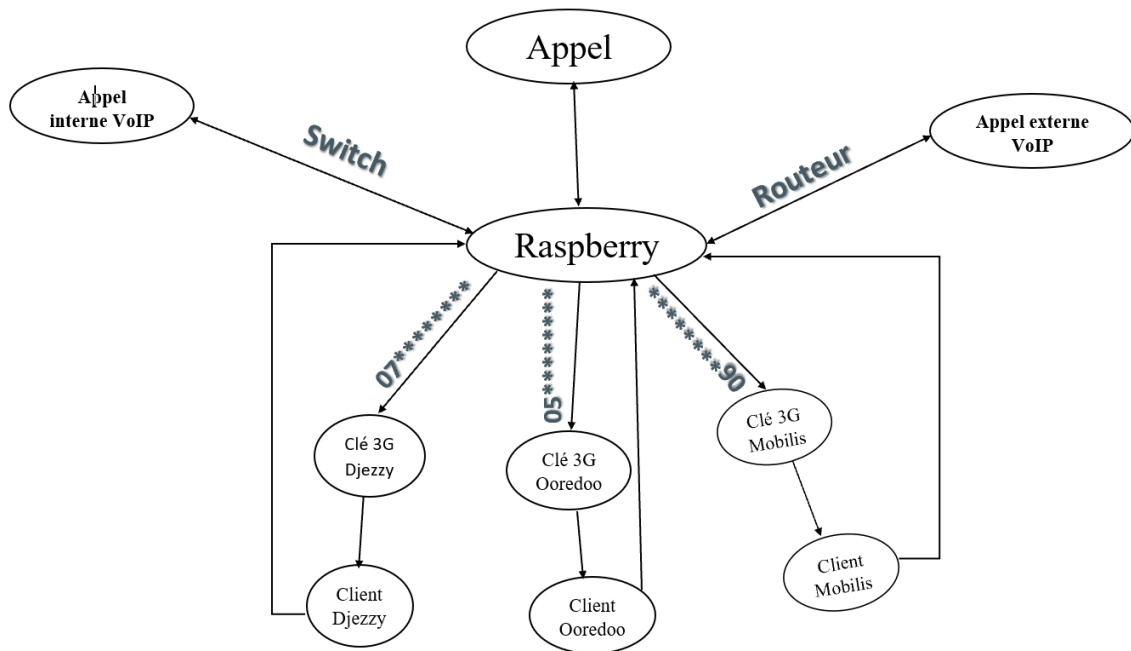 Appel
Appel
interne VoIP
Appel externe
VoIP
Switch
Routeur
Raspberry
07********
05********
********06
Clé 3G
Djezzy
Clé 3G
Ooredoo
Clé 3G
Mobilis
Client
Djezzy
Client
Ooredoo
Client
Mobilis